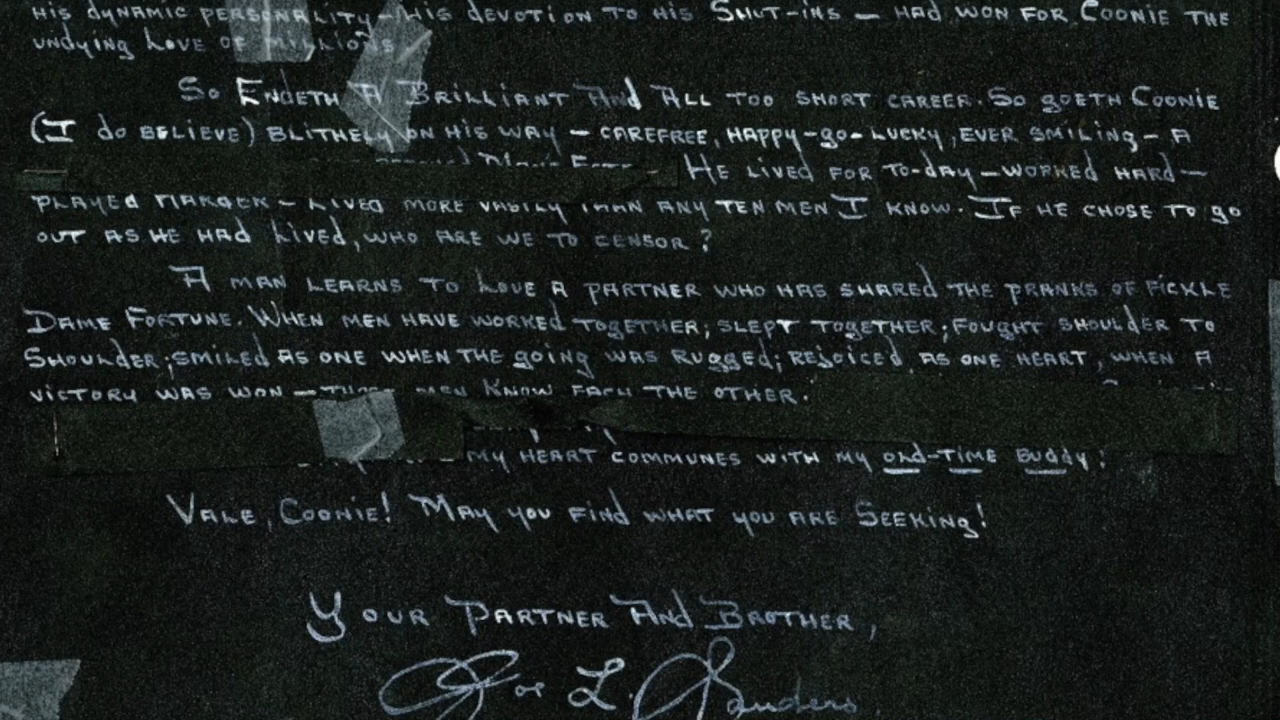 His dynamic personality - His devotion to his Shut-ins - had won for Coonie the
undying love of millions.
So Endeth A Brilliant And All too short career. So goeth Coonie
(I do believe) blithely on his way - carefree, happy-go-lucky, ever smiling - a
He lived for to-day - worked hard -
played harder - lived more vastly than any ten men I know. If he chose to go
out as he had lived, who are we to censor?
A man learns to love a partner who has shared the pranks of fickle
Dame Fortune. When men have worked together; slept together; fought shoulder to
shoulder; smiled as one when the going was rugged; rejoiced as one heart, when a
victory was won - those men know each the other.
my heart communes with my old-time buddy!
Vale, Coonie! May you find what you are seeking!
Your Partner And Brother,
Joe L. Sanders